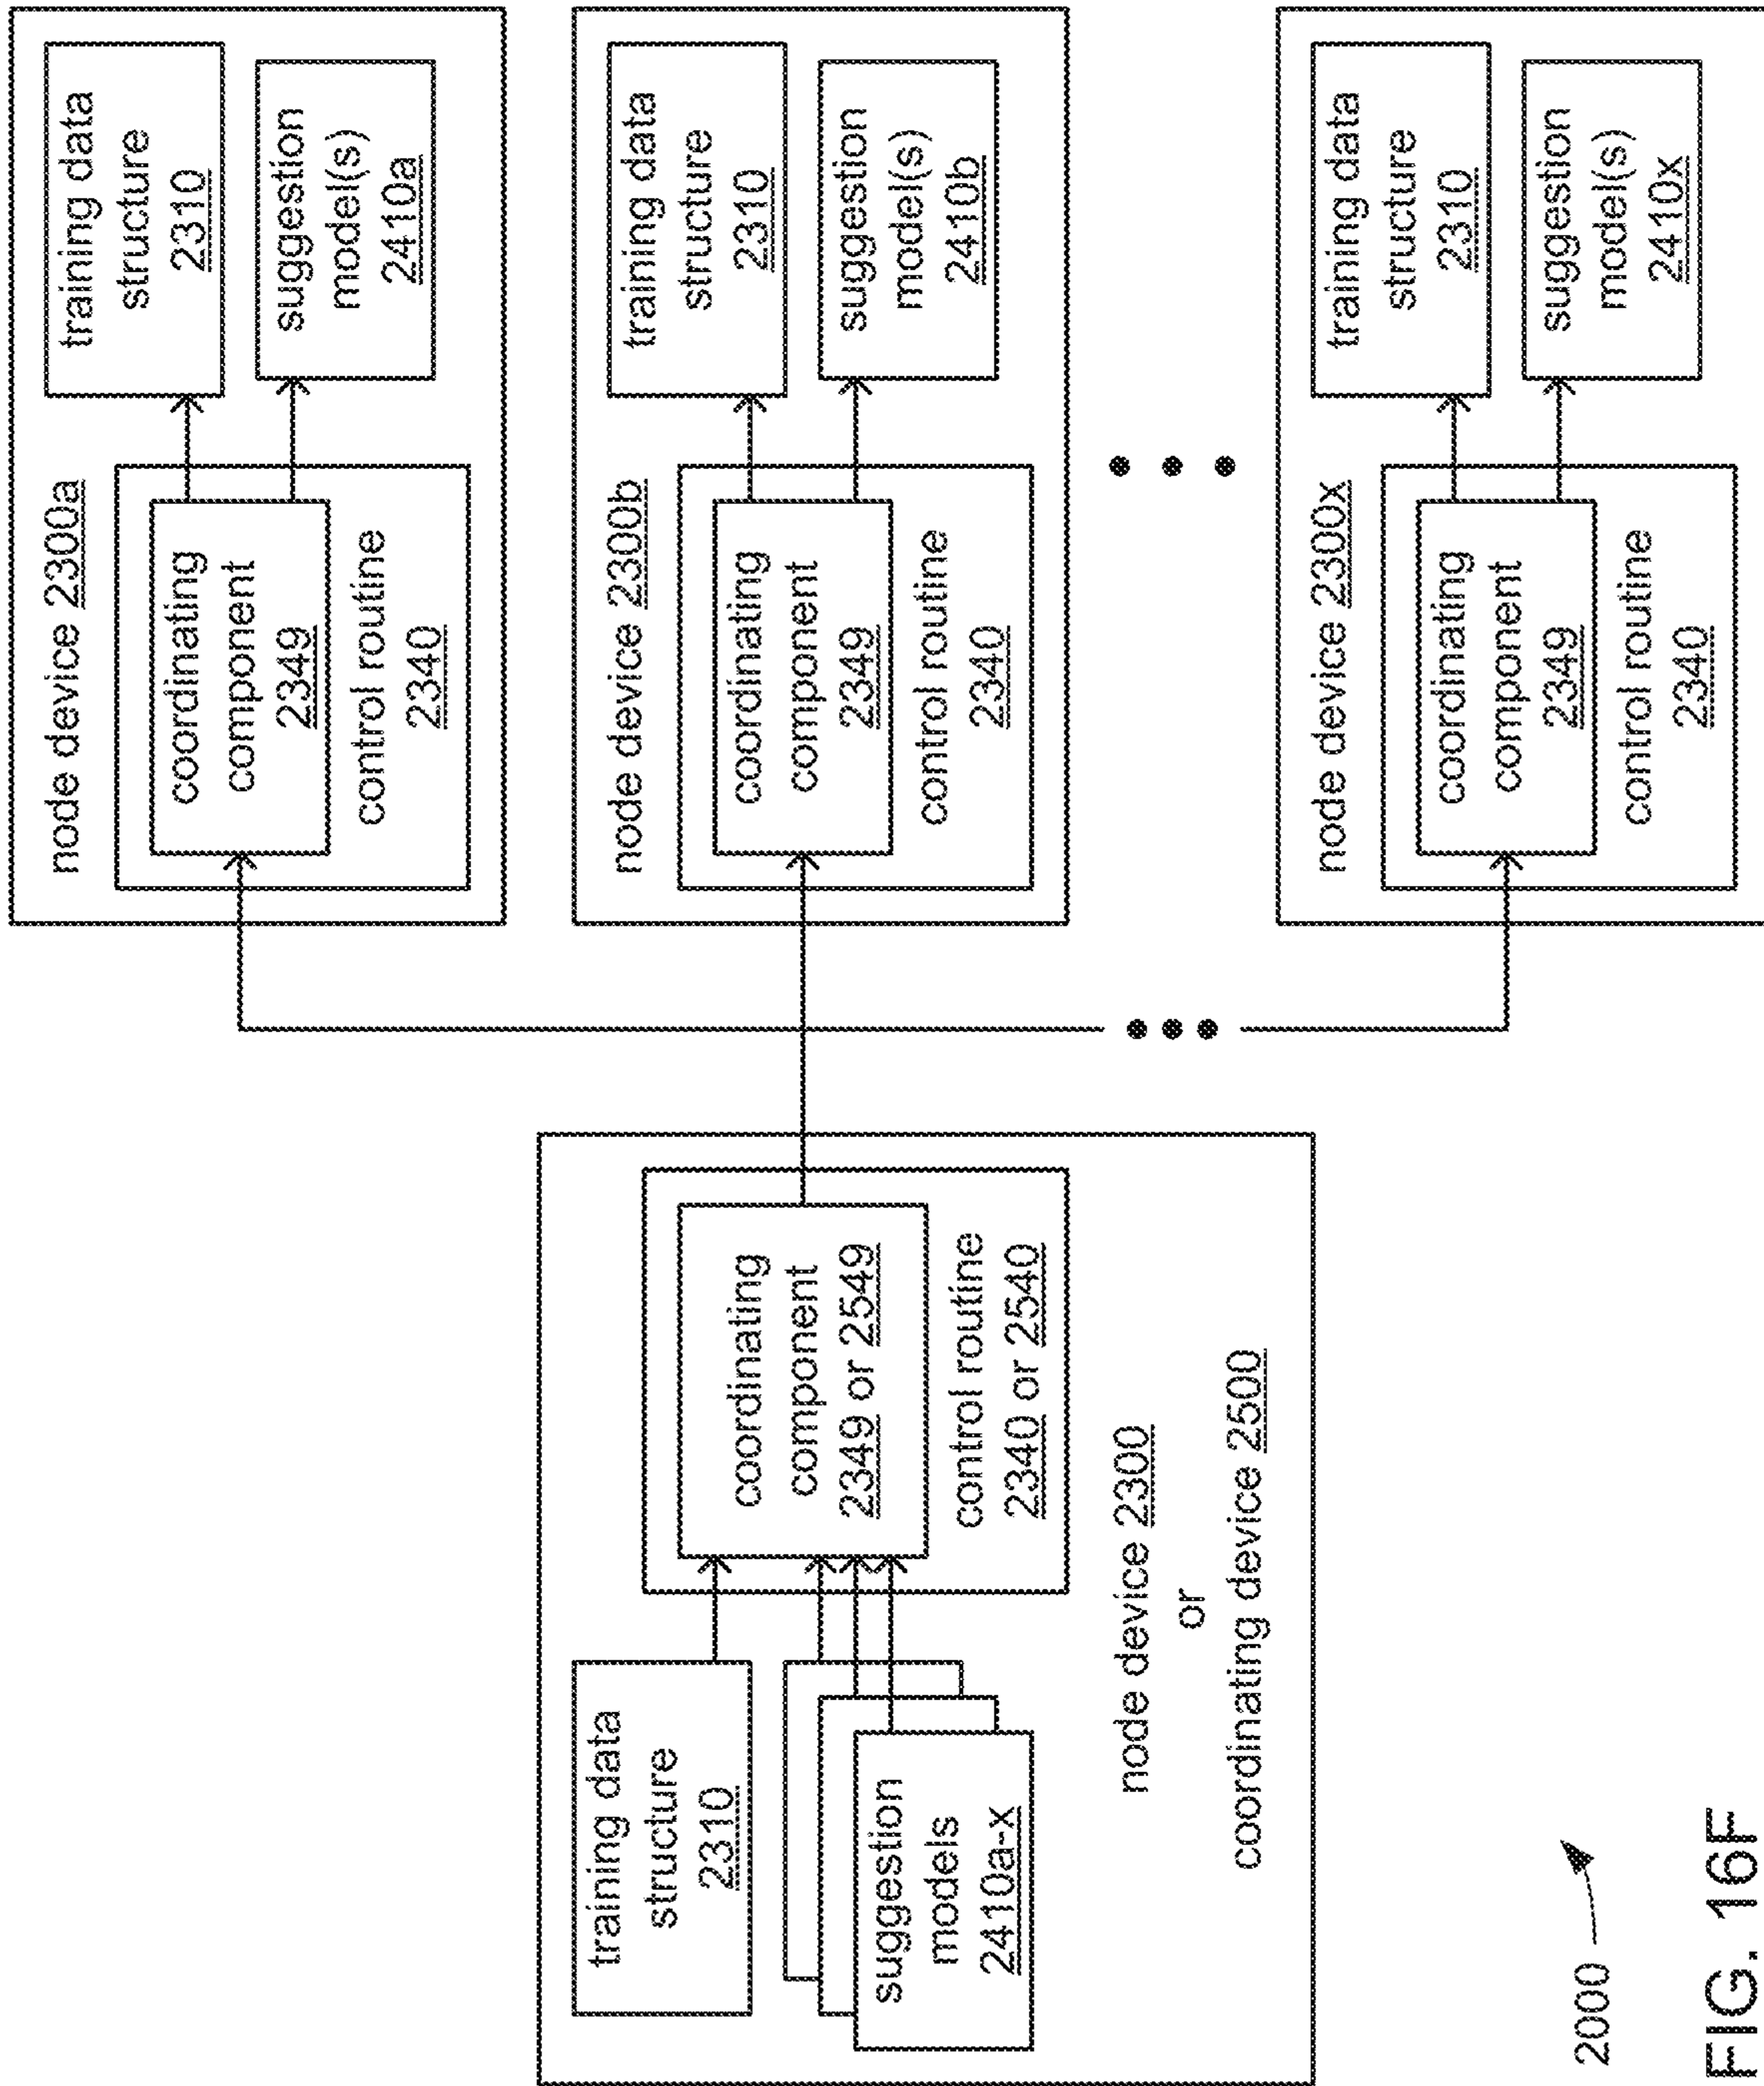 training data
structure
2310
suggestion
models
2410a-x
coordinating
component
2349 or 2549
control routine
2340 or 2540
node device 2300
or
coordinating device 2500
node device 2300a
coordinating
component
2349
control routine
2340
training data
structure
2310
suggestion
model(s)
2410a
node device 2300b
coordinating
component
2349
control routine
2340
training data
structure
2310
suggestion
model(s)
2410b
node device 2300x
coordinating
component
2349
control routine
2340
training data
structure
2310
suggestion
model(s)
2410x
2000
FIG. 16F